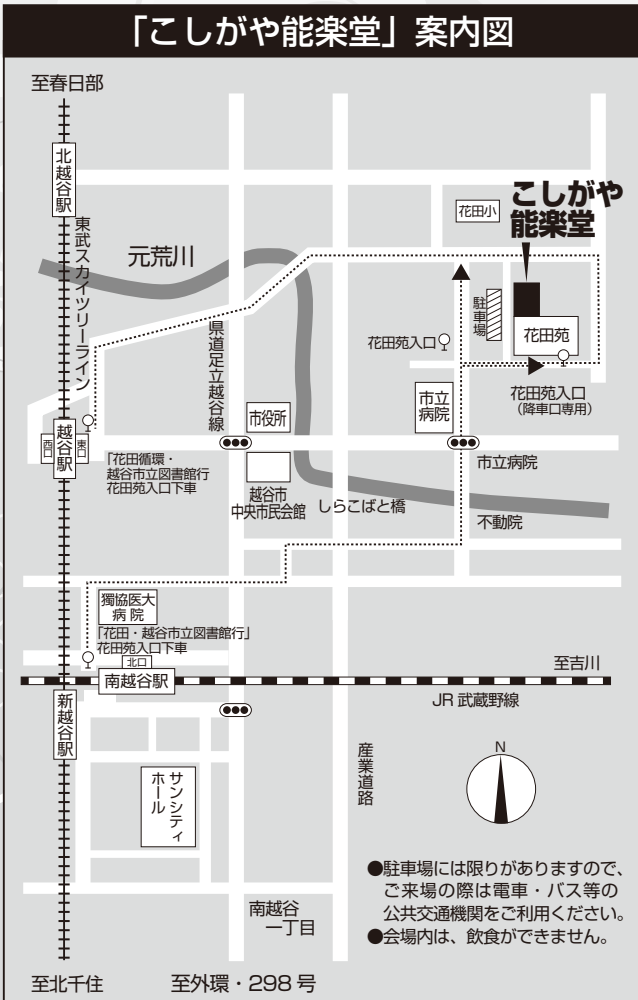 「こしがや能楽堂」案内図
至春日部
北越谷駅
東武スカイツリーライン
元荒川
花田小
こしがや
能楽堂
駐車場
花田苑
花田苑入口
花田苑入口
(降車口専用)
県道足立越谷線
市役所
市立
病院
市立病院
西口
越谷駅
東口
「花田循環・
越谷市立図書館行
花田苑入口下車
越谷市
中央市民会館
しらこばと橋
不動院
獨協医大
病院
「花田・越谷市立図書館行」
花田苑入口下車
北口
南越谷駅
至吉川
JR 武蔵野線
新越谷駅
サンシティ
ホール
産業道路
N
●駐車場には限りがありますので、
ご来場の際は電車・バス等の
公共交通機関をご利用ください。
●会場内は、飲食ができません。
南越谷
一丁目
至北千住
至外環・298 号